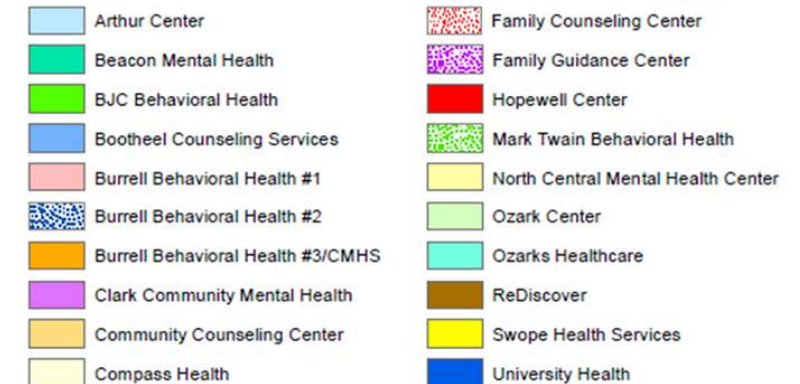 Arthur Center
Beacon Mental Health
BJC Behavioral Health
Bootheel Counseling Services
Burrell Behavioral Health #1
Burrell Behavioral Health #2
Burrell Behavioral Health #3/CMHS
Clark Community Mental Health
Community Counseling Center
Compass Health
Family Counseling Center
Family Guidance Center
Hopewell Center
Mark Twain Behavioral Health
North Central Mental Health Center
Ozark Center
Ozarks Healthcare
ReDiscover
Swope Health Services
University Health